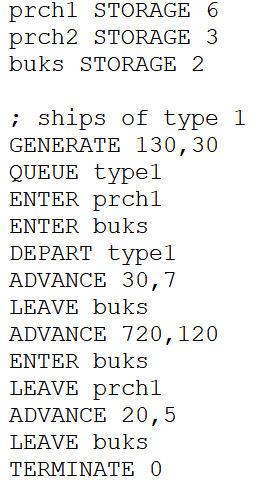 prch1 STORAGE 6
prch2 STORAGE 3
buks STORAGE 2
; ships of type 1
GENERATE 130,30
QUEUE type1
ENTER prch1
ENTER buks
DEPART type1
ADVANCE 30,7
LEAVE buks
ADVANCE 720,120
ENTER buks
LEAVE prch1
ADVANCE 20,5
LEAVE buks
TERMINATE 0